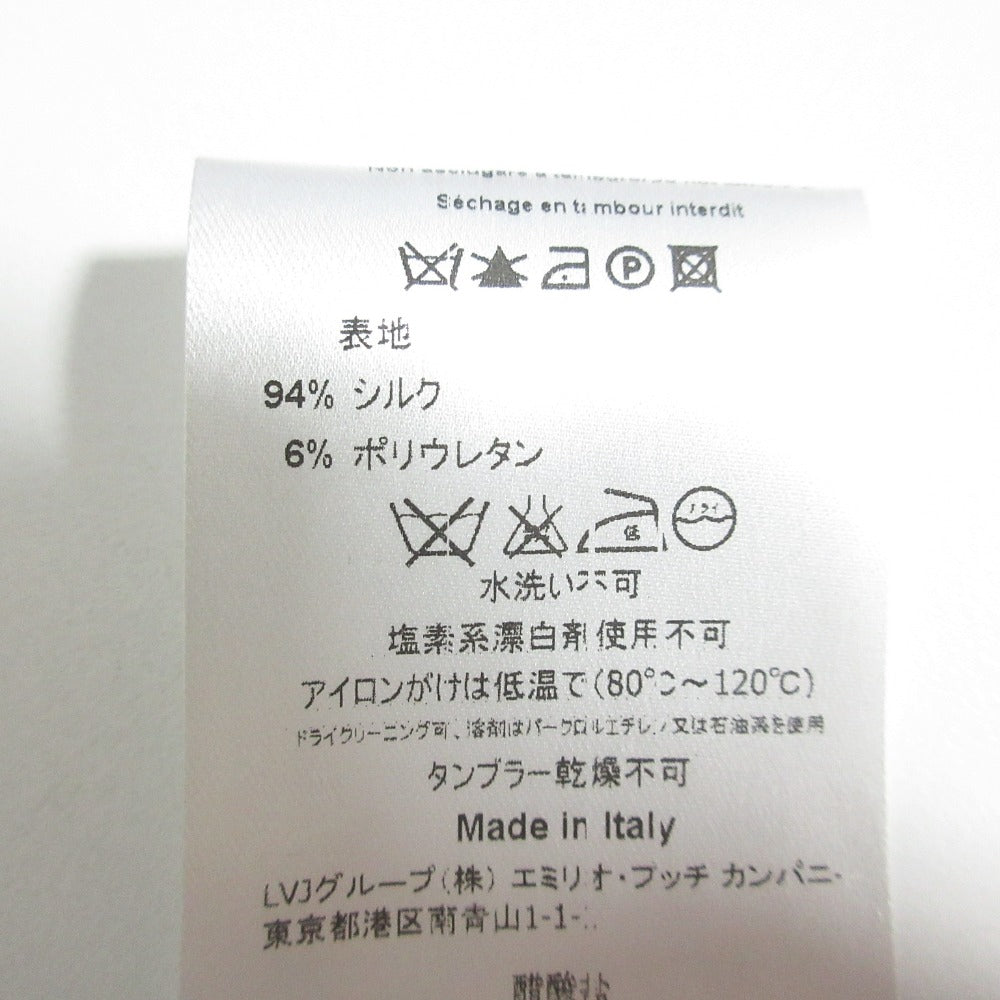 Séchage en tambour interdit
P
表地
94% シルク
6% ポリウレタン
低 ドライ
水洗い不可
塩素系漂白剤使用不可
アイロンがけは低温で(80℃～120℃)
ドライクリーニング可、溶剤はパークロルエチレン又は石油系を使用
タンブラー乾燥不可
Made in Italy
LVJグループ(株) エミリオ・プッチ カンパニー
東京都港区南青山1-1-